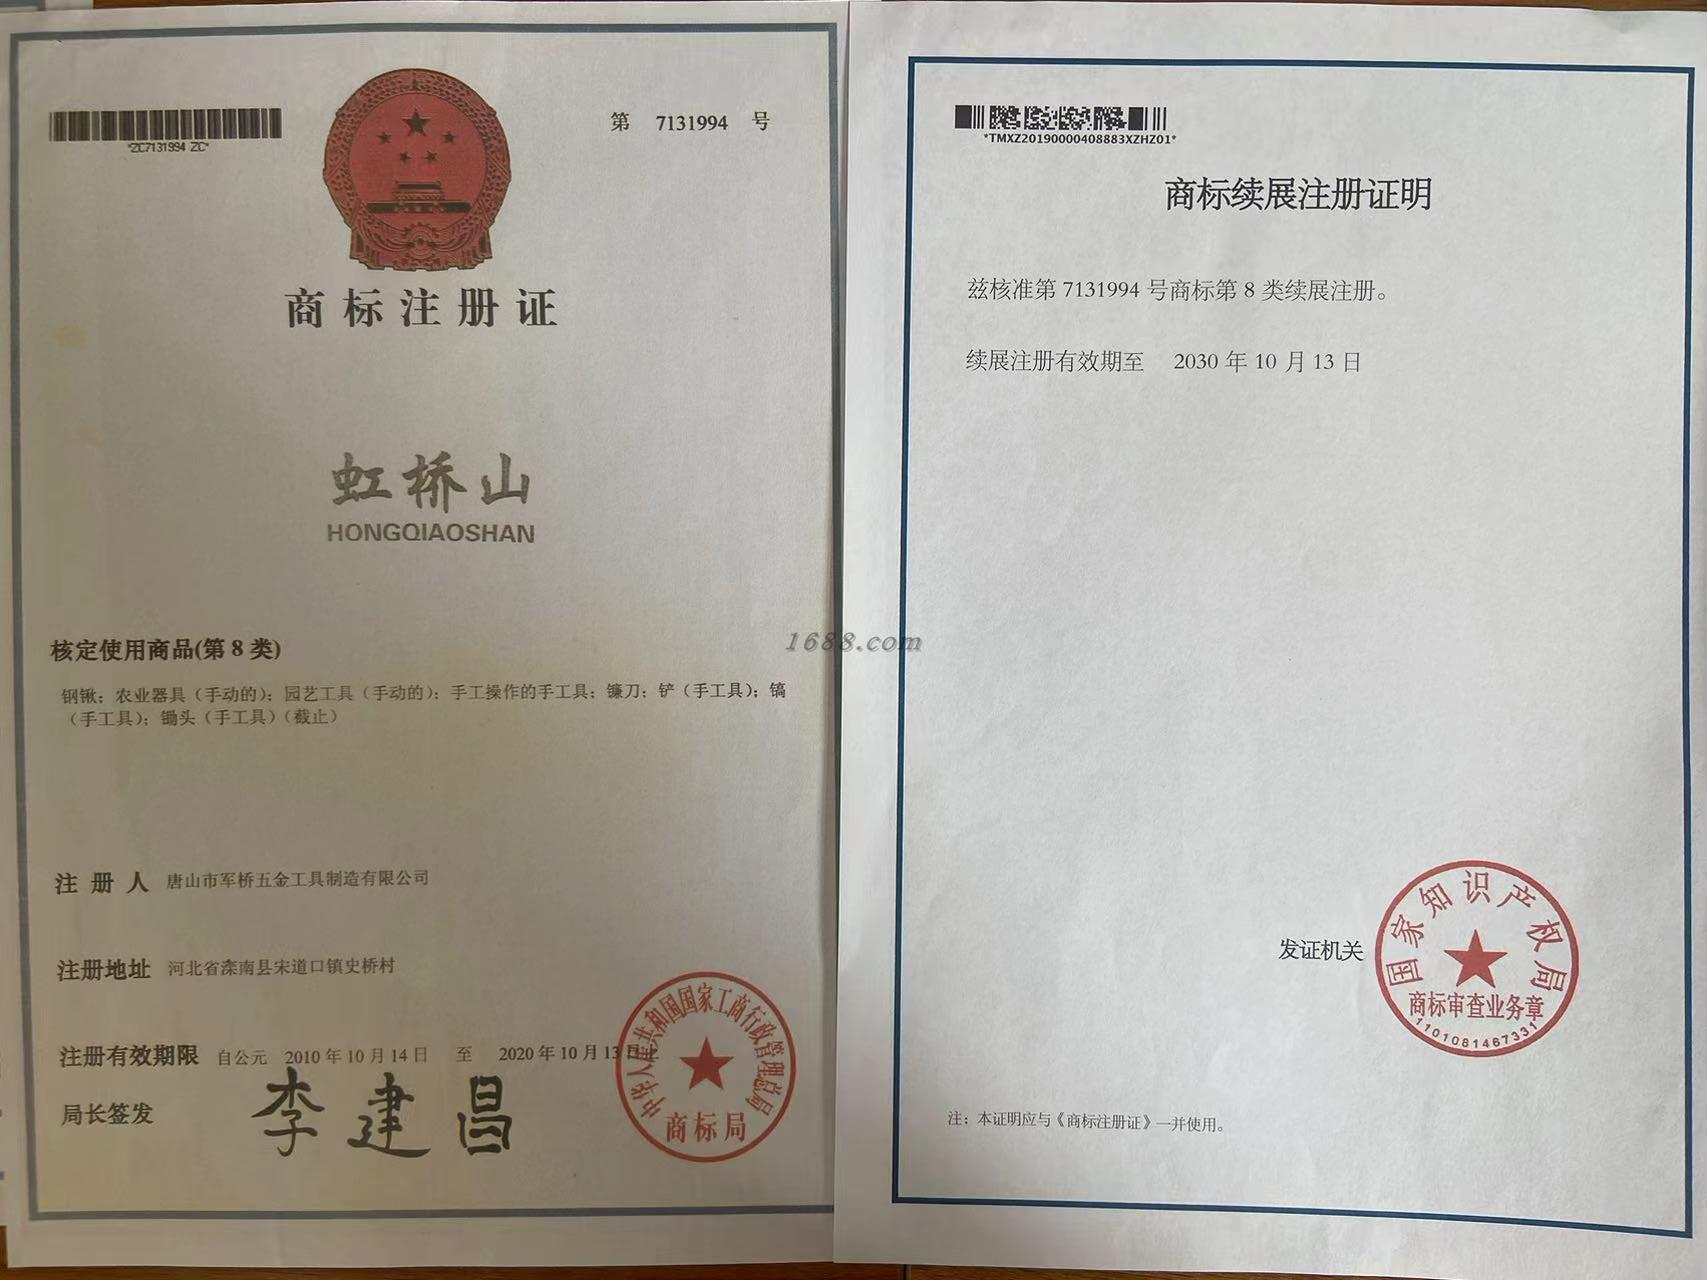 *ZC7131994 ZC*
第 7131994 号
商标注册证
虹桥山
HONGQIAOSHAN
核定使用商品(第 8 类)
钢锹；农业器具（手动的）；园艺工具（手动的）；手工操作的手工具；镰刀；铲（手工具）；镐
（手工具）；锄头（手工具）（截止）
注 册 人 唐山市军桥五金工具制造有限公司
注册地址 河北省滦南县宋道口镇史桥村
注册有效期限 自公元 2010 年 10 月 14 日 至 2020 年 10 月 13 日止
局长签发 李建昌
中华人民共和国国家工商行政管理总局
商标局
1688.com
*TMXZ20190000408883XZHZ01*
商标续展注册证明
兹核准第 7131994 号商标第 8 类续展注册。
续展注册有效期至 2030 年 10 月 13 日
发证机关
国家知识产权局
商标审查业务章
1101081467331
注：本证明应与《商标注册证》一并使用。